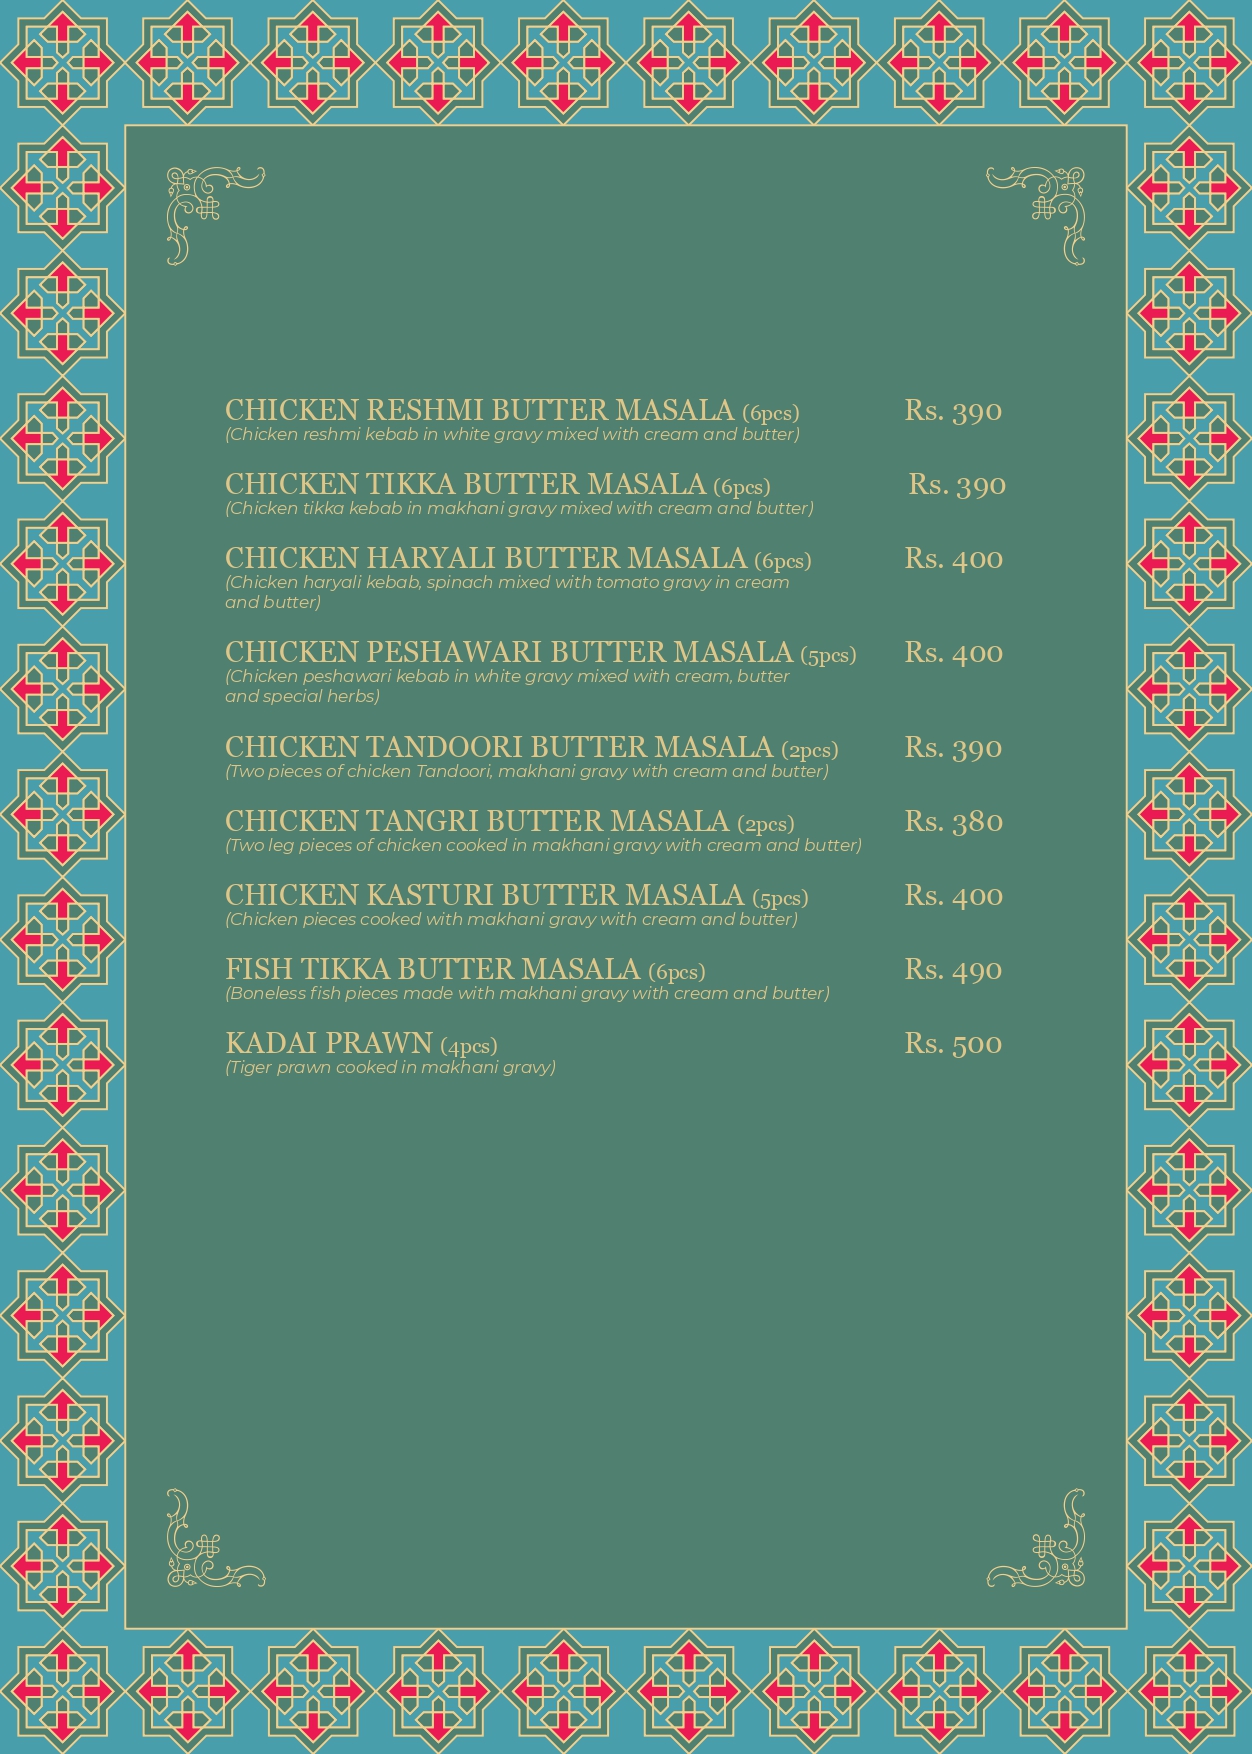 CHICKEN RESHMI BUTTER MASALA (6pcs) Rs. 390
(Chicken reshmi kebab in white gravy mixed with cream and butter)
CHICKEN TIKKA BUTTER MASALA (6pcs) Rs. 390
(Chicken tikka kebab in makhani gravy mixed with cream and butter)
CHICKEN HARYALI BUTTER MASALA (6pcs) Rs. 400
(Chicken haryali kebab, spinach mixed with tomato gravy in cream
and butter)
CHICKEN PESHAWARI BUTTER MASALA (5pcs) Rs. 400
(Chicken peshawari kebab in white gravy mixed with cream, butter
and special herbs)
CHICKEN TANDOORI BUTTER MASALA (2pcs) Rs. 390
(Two pieces of chicken Tandoori, makhani gravy with cream and butter)
CHICKEN TANGRI BUTTER MASALA (2pcs) Rs. 380
(Two leg pieces of chicken cooked in makhani gravy with cream and butter)
CHICKEN KASTURI BUTTER MASALA (5pcs) Rs. 400
(Chicken pieces cooked with makhani gravy with cream and butter)
FISH TIKKA BUTTER MASALA (6pcs) Rs. 490
(Boneless fish pieces made with makhani gravy with cream and butter)
KADAI PRAWN (4pcs) Rs. 500
(Tiger prawn cooked in makhani gravy)